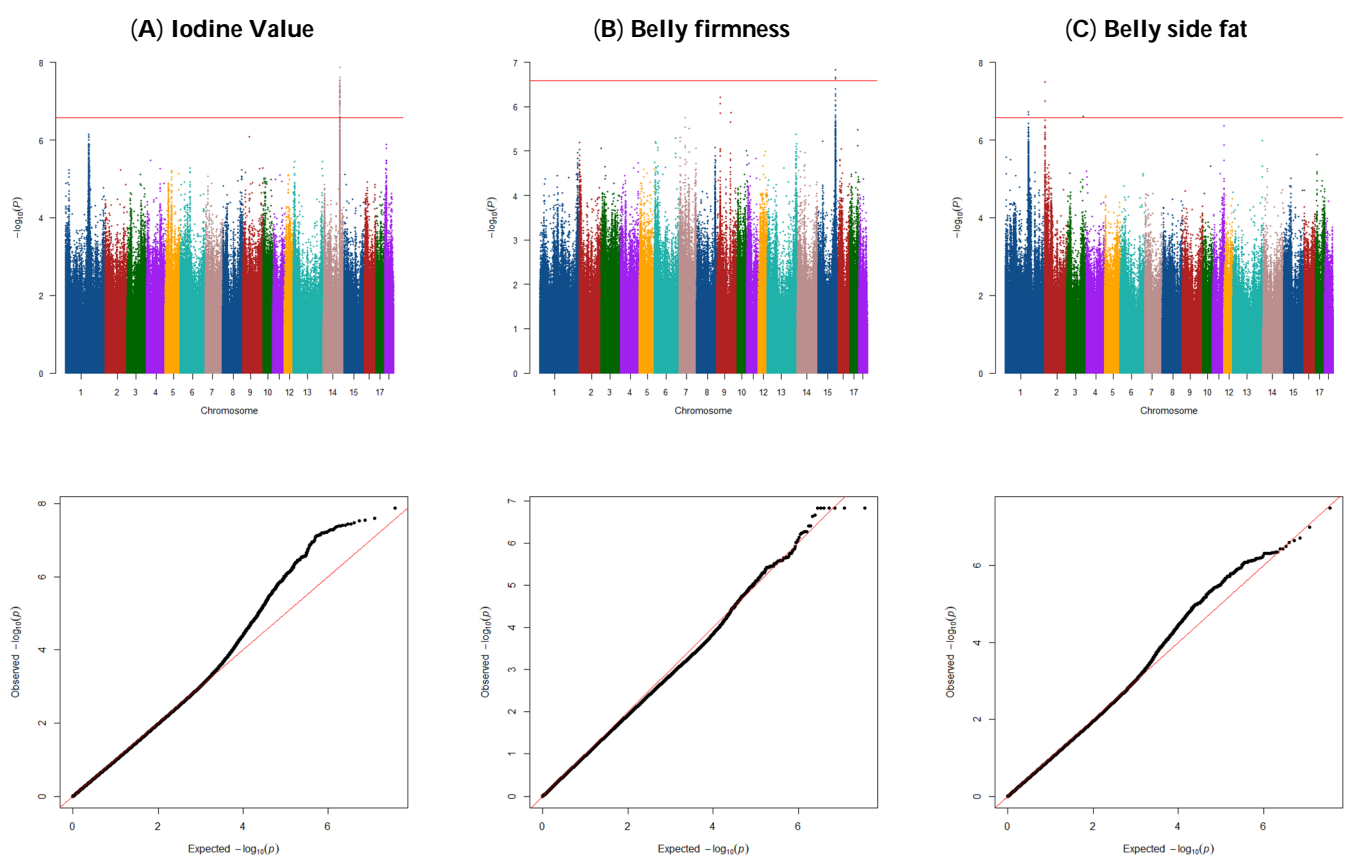 (A) Iodine Value
(B) Belly firmness
(C) Belly side fat
−log10(P)
8
6
4
2
0
1 2 3 4 5 6 7 8 9 10 12 13 14 15 17
Chromosome
−log10(P)
7
6
5
4
3
2
1
0
1 2 3 4 5 6 7 8 9 10 12 13 14 15 17
Chromosome
−log10(P)
8
6
4
2
0
1 2 3 4 5 6 7 8 9 10 12 13 14 15 17
Chromosome
Observed −log10(p)
8
6
4
2
0
0 2 4 6
Expected −log10(p)
Observed −log10(p)
7
6
5
4
3
2
1
0
0 2 4 6
Expected −log10(p)
Observed −log10(p)
6
4
2
0
0 2 4 6
Expected −log10(p)